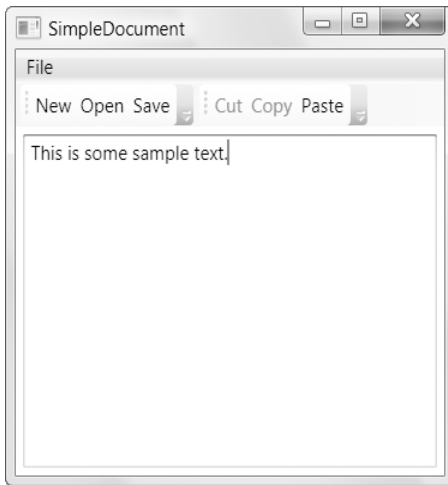 SimpleDocument
File
New Open Save Cut Copy Paste
This is some sample text.